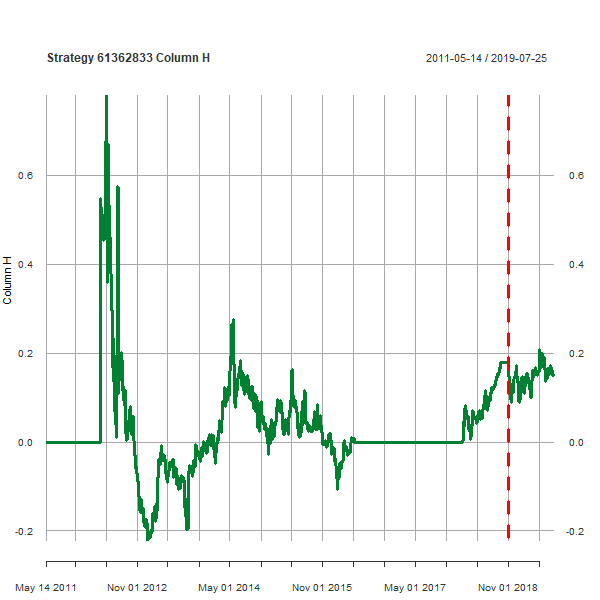 Strategy 61362833 Column H
2011-05-14 / 2019-07-25
Column H
0.6
0.6
0.4
0.4
0.2
0.2
0.0
0.0
-0.2
-0.2
May 14 2011
Nov 01 2012
May 01 2014
Nov 01 2015
May 01 2017
Nov 01 2018